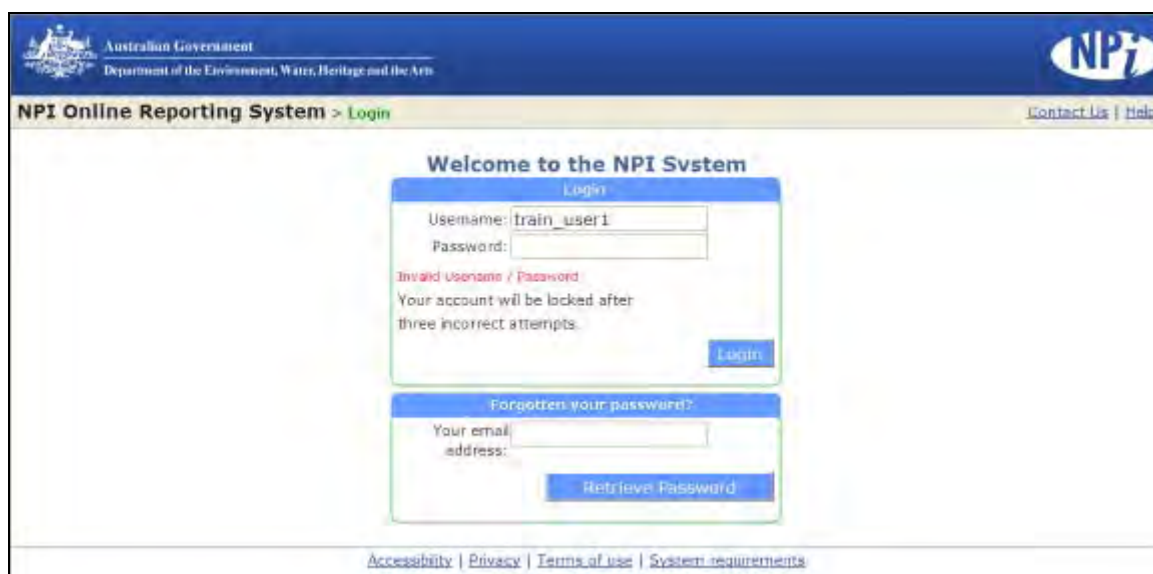 Australian Government
Department of the Environment, Water, Heritage and the Arts
NPi
NPI Online Reporting System > Login
Contact Us | Help
Welcome to the NPI System
Login
Username: train_user1
Password:
Invalid Username / Password
Your account will be locked after
three incorrect attempts.
Login
Forgotten your password?
Your email
address:
Retrieve Password
Accessibility | Privacy | Terms of use | System requirements